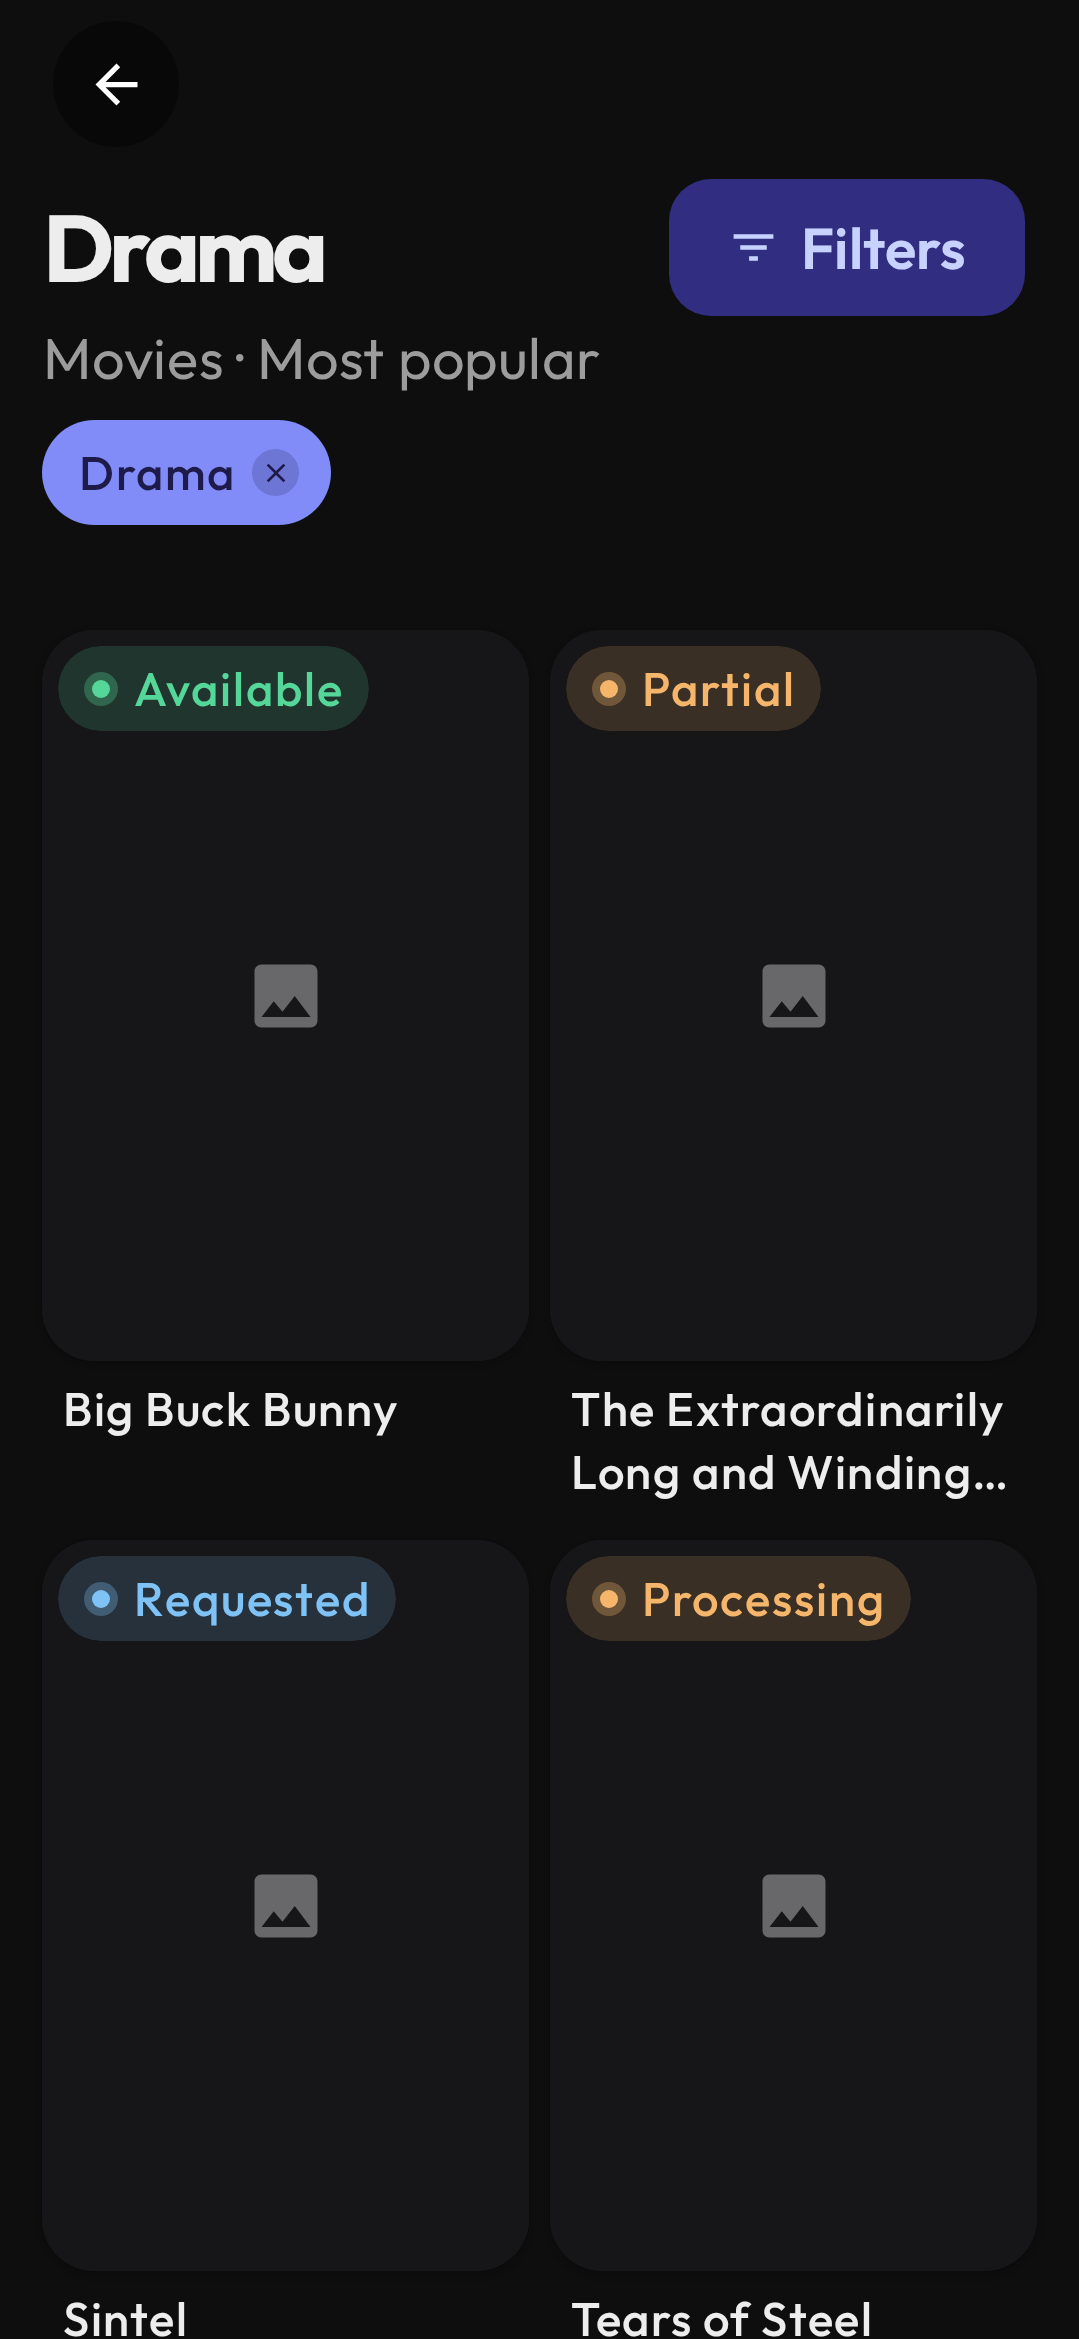 Drama
Filters
Movies · Most popular
Drama
Available
Partial
Big Buck Bunny
The Extraordinarily
Long and Winding...
Requested
Processing
Sintel
Tears of Steel